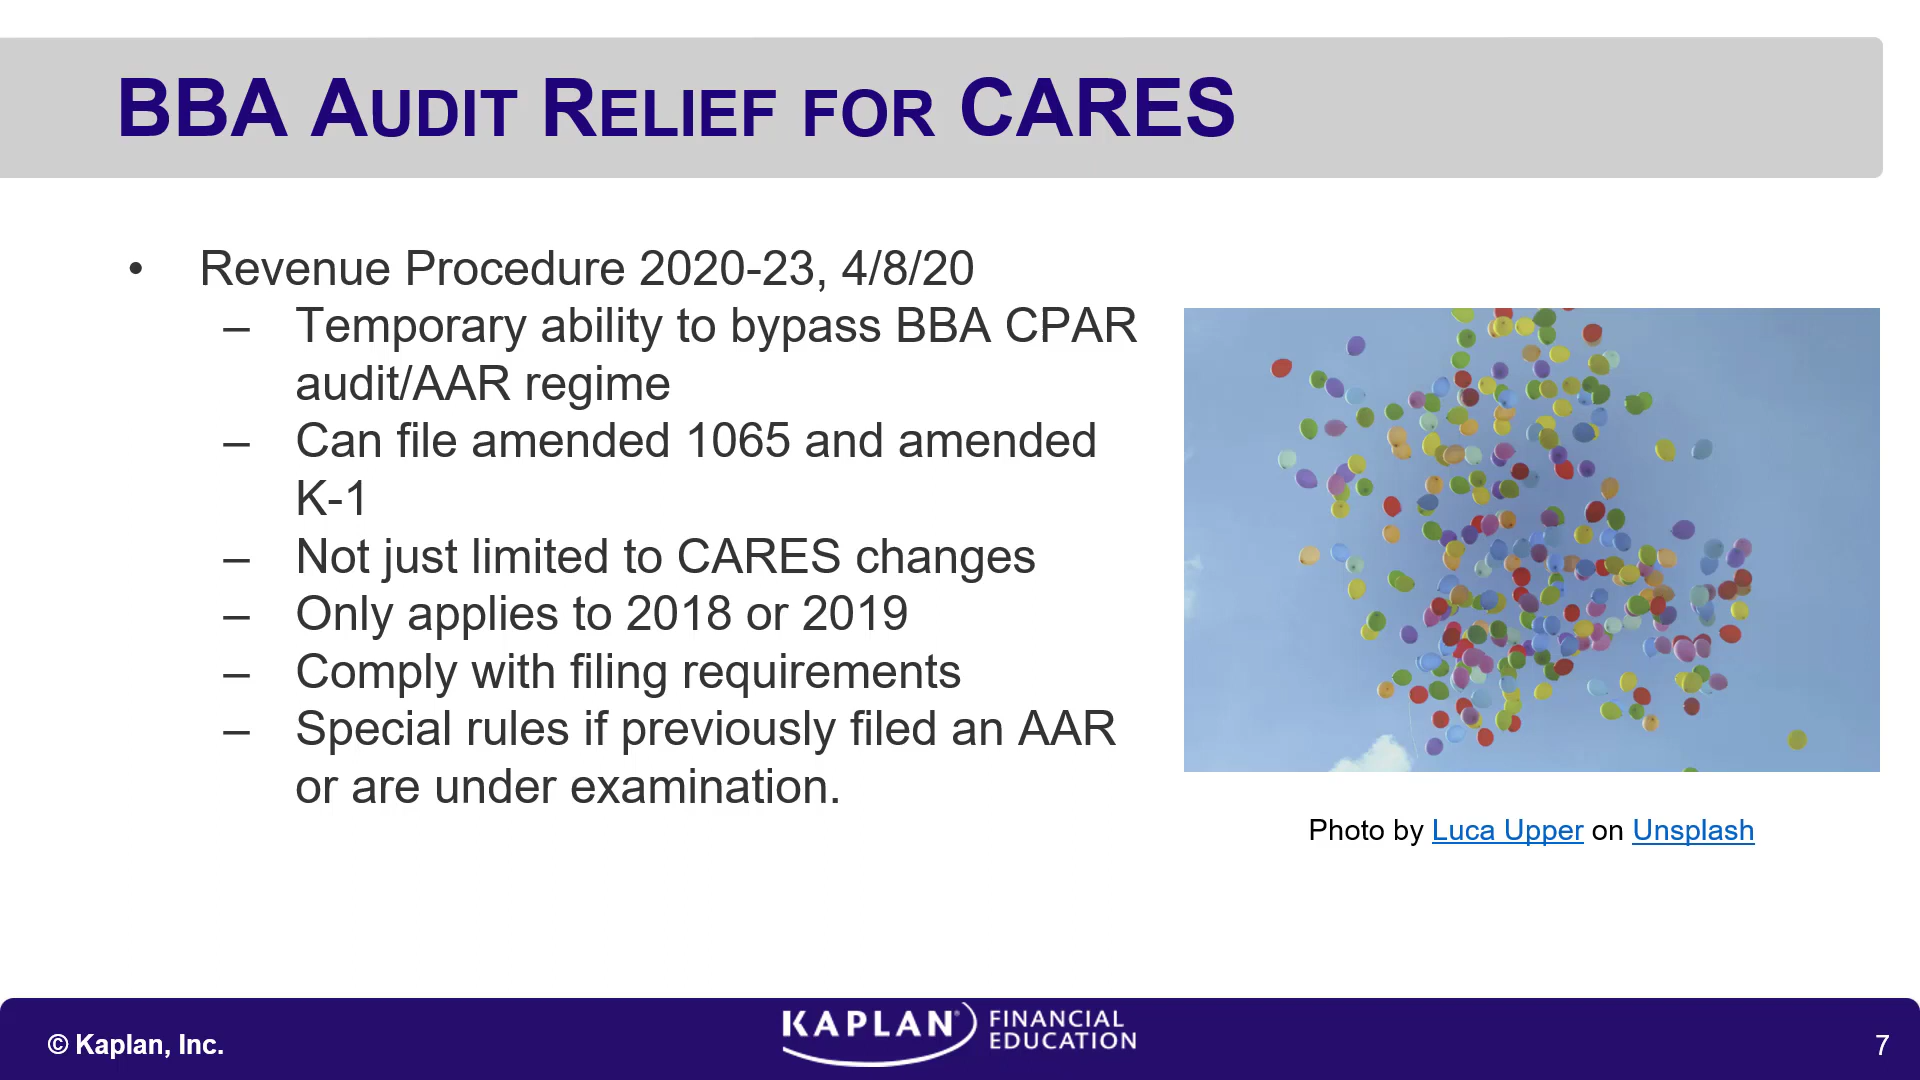 BBA AUDIT RELIEF FOR CARES
• Revenue Procedure 2020-23, 4/8/20
– Temporary ability to bypass BBA CPAR
audit/AAR regime
– Can file amended 1065 and amended
K-1
– Not just limited to CARES changes
– Only applies to 2018 or 2019
– Comply with filing requirements
– Special rules if previously filed an AAR
or are under examination.
Photo by Luca Upper on Unsplash
© Kaplan, Inc.
KAPLAN® FINANCIAL
EDUCATION
7